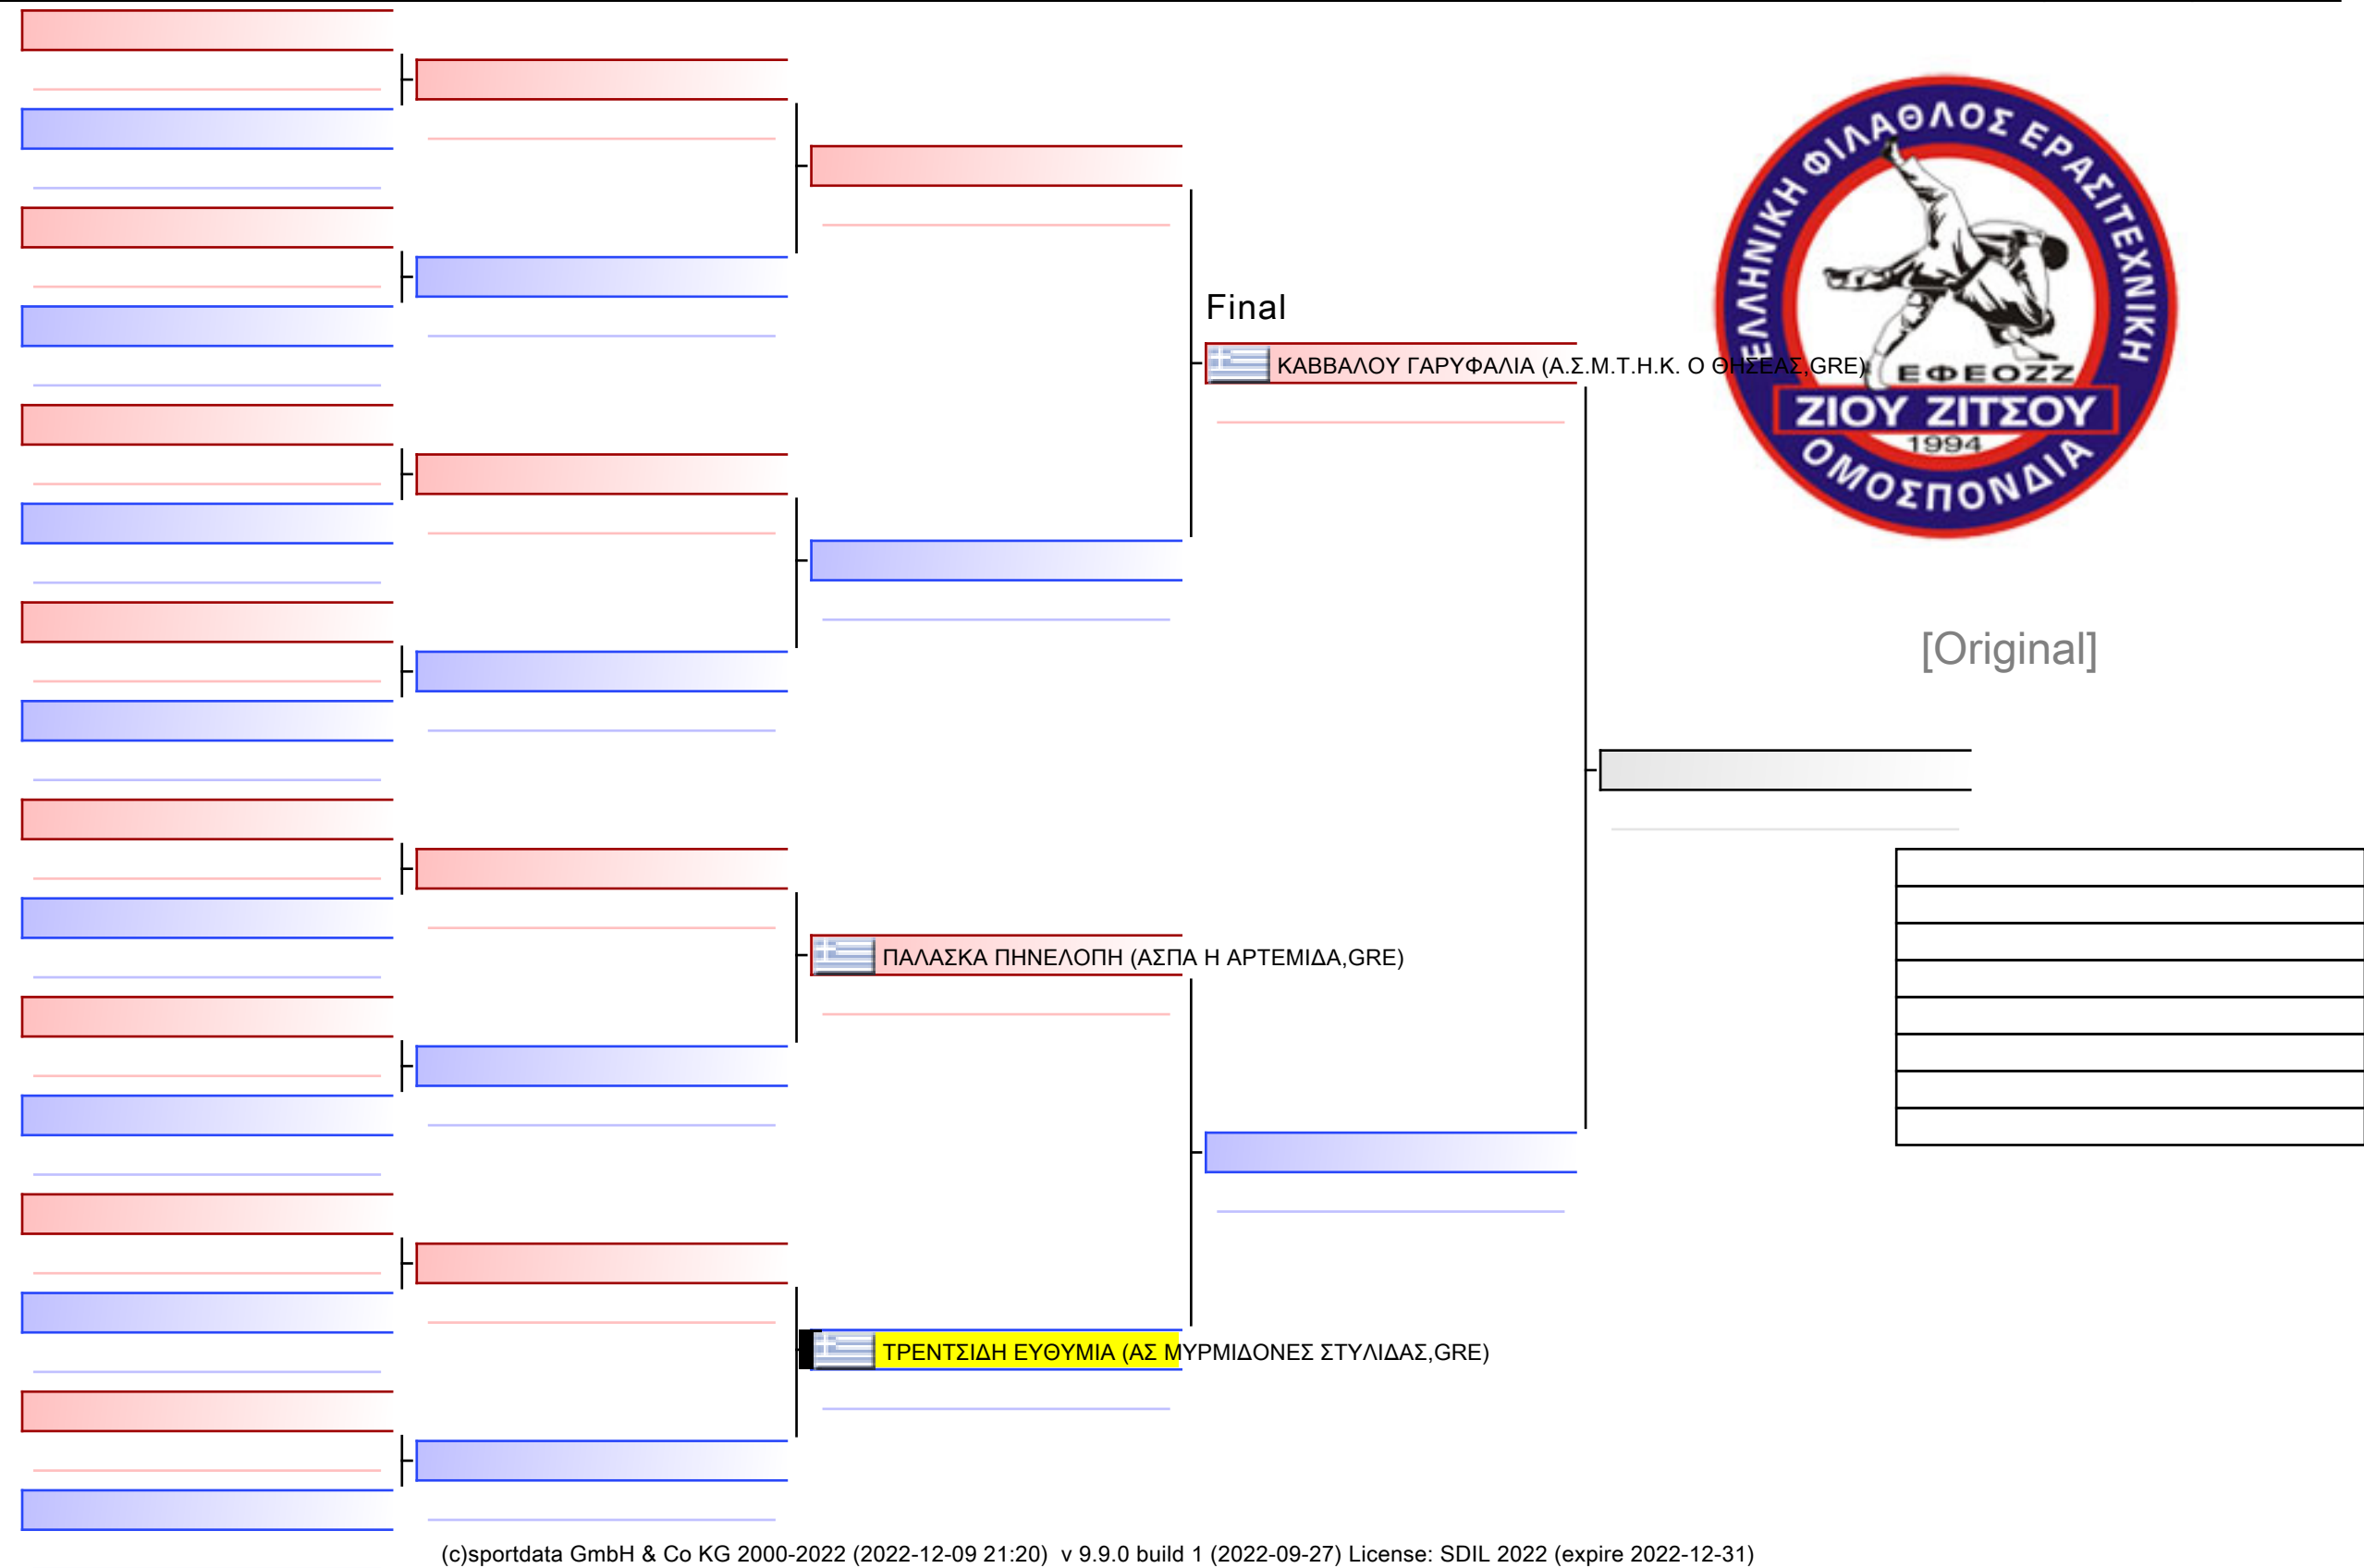 ΕΛΛΗΝΙΚΗ ΦΙΛΑΘΛΟΣ ΕΡΑΣΙΤΕΧΝΙΚΗ
Final
ΚΑΒΒΑΛΟΥ ΓΑΡΥΦΑΛΙΑ (Α.Σ.Μ.Τ.Η.Κ. Ο ΘΗΣΕΑΣ,GRE)
ΕΦΕΟΖΖ
ΖΙΟΥ ΖΙΤΣΟΥ
1994
ΟΜΟΣΠΟΝΔΙΑ
[Original]
ΠΑΛΑΣΚΑ ΠΗΝΕΛΟΠΗ (ΑΣΠΑ Η ΑΡΤΕΜΙΔΑ,GRE)
ΤΡΕΝΤΣΙΔΗ ΕΥΘΥΜΙΑ (ΑΣ ΜΥΡΜΙΔΟΝΕΣ ΣΤΥΛΙΔΑΣ,GRE)
(c)sportdata GmbH & Co KG 2000-2022 (2022-12-09 21:20) v 9.9.0 build 1 (2022-09-27) License: SDIL 2022 (expire 2022-12-31)